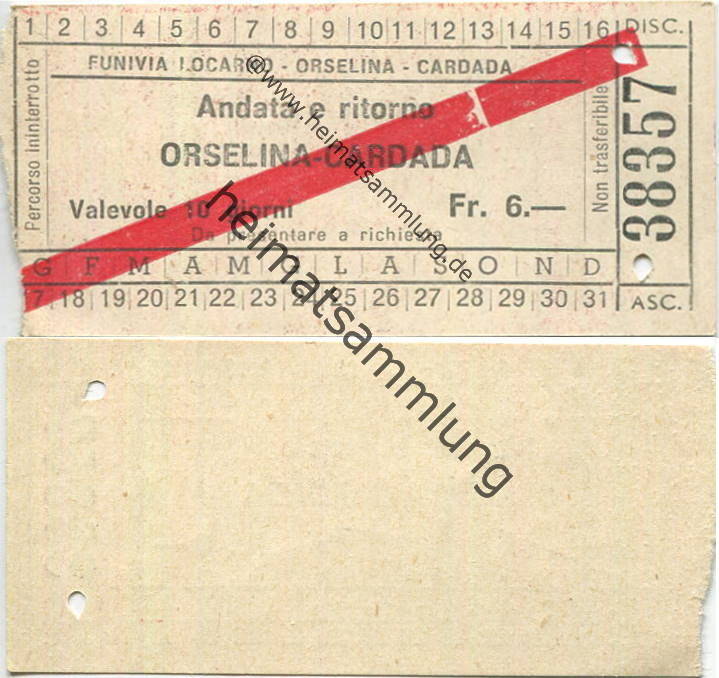 1 2 3 4 5 6 7 8 9 10 11 12 13 14 15 16 DISC.
FUNIVIA LOCARNO - ORSELINA - CARDADA
Percorso ininterrotto
Andata e ritorno
ORSELINA-CARDADA
Valevole 10 giorni Fr. 6.—
Da presentare a richiesta
Non trasferibile
38357
G F M A M L A S O N D
17 18 19 20 21 22 23 24 25 26 27 28 29 30 31 ASC.
©www.heimatsammlung.de
heimatsammlung